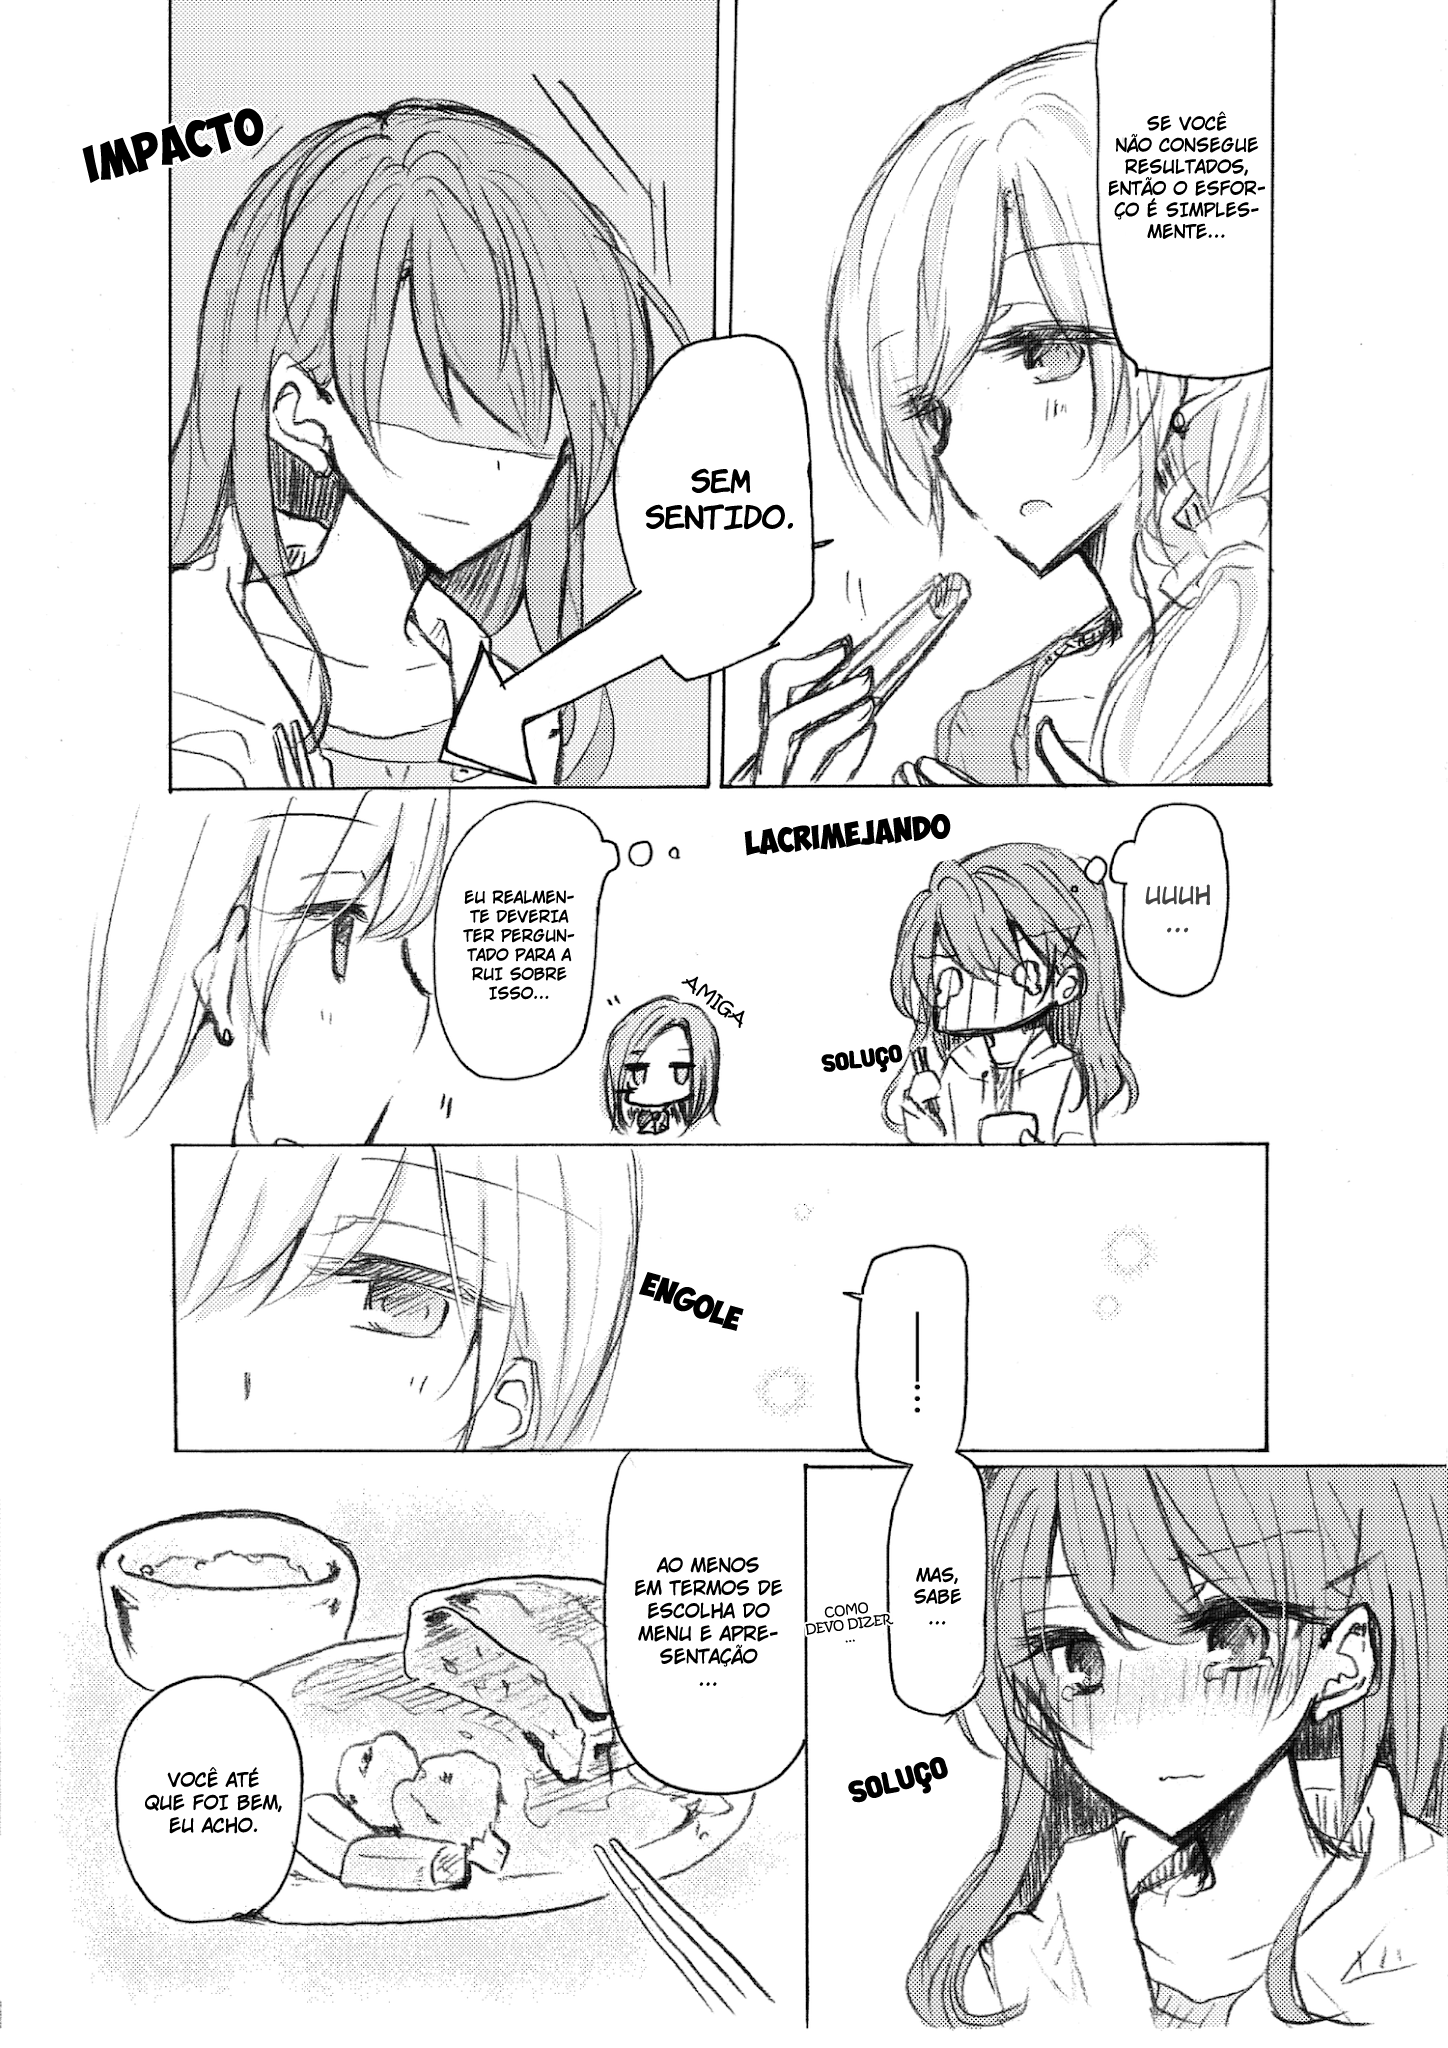 SE VOCÊ
NÃO CONSEGUE
RESULTADOS,
ENTÃO O ESFOR-
ÇO É SIMPLES-
MENTE...
SEM
SENTIDO.
IMPACTO
UUUH
...
LACRIMEJANDO
SOLUÇO
AMIGA
EU REALMEN-
TE DEVERIA
TER PERGUN-
TADO PARA A
RUI SOBRE
ISSO...
ENGOLE
—...
MAS,
SABE
...
COMO
DEVO DIZER
...
SOLUÇO
AO MENOS
EM TERMOS DE
ESCOLHA DO
MENU E APRE-
SENTAÇÃO
...
VOCÊ ATÉ
QUE FOI BEM,
EU ACHO.